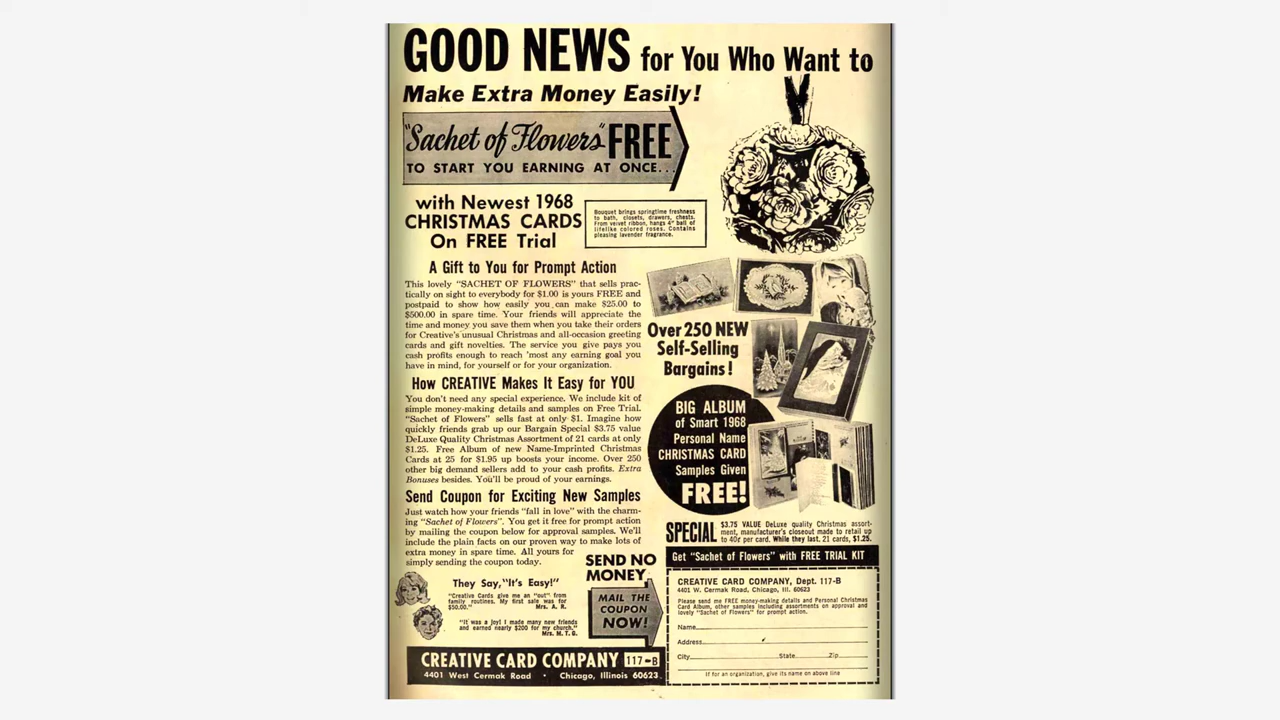 GOOD NEWS for You Who Want to
Make Extra Money Easily!
"Sachet of Flowers" FREE
TO START YOU EARNING AT ONCE...
with Newest 1968
CHRISTMAS CARDS
On FREE Trial
Bouquet brings springtime freshness
to bath, closets, drawers, chests.
From velvet ribbon, hangs 4" ball of
lifelike colored roses. Contains
pleasing lavender fragrance.
A Gift to You for Prompt Action
This lovely "SACHET OF FLOWERS" that sells prac-
tically on sight to everybody for $1.00 is yours FREE and
postpaid to show how easily you can make $25.00 to
$500.00 in spare time. Your friends will appreciate the
time and money you save them when you take their orders
for Creative's unusual Christmas and all-occasion greeting
cards and gift novelties. The service you give pays you
cash profits enough to reach 'most any earning goal you
have in mind, for yourself or for your organization.
How CREATIVE Makes It Easy for YOU
You don't need any special experience. We include kit of
simple money-making details and samples on Free Trial.
"Sachet of Flowers" sells fast at only $1. Imagine how
quickly friends grab up our Bargain Special $3.75 value
DeLuxe Quality Christmas Assortment of 21 cards at only
$1.25. Free Album of new Name-Imprinted Christmas
Cards at 25 for $1.95 up boosts your income. Over 250
other big demand sellers add to your cash profits. Extra
Bonuses besides. You'll be proud of your earnings.
Send Coupon for Exciting New Samples
Just watch how your friends "fall in love" with the charm-
ing "Sachet of Flowers". You get it free for prompt action
by mailing the coupon below for approval samples. We'll
include the plain facts on our proven way to make lots of
extra money in spare time. All yours for
simply sending the coupon today.
They Say, "It's Easy!"
"Creative Cards give me an "out" from
family routines. My first sale was for
$50.00." Mrs. A. R.
"It was a joy! I made many new friends
and earned nearly $200 for my church."
Mrs. M. T. G.
SEND NO
MONEY
MAIL THE
COUPON
NOW!
CREATIVE CARD COMPANY 117-B
4401 West Cermak Road • Chicago, Illinois 60623
Over 250 NEW
Self-Selling
Bargains!
BIG ALBUM
of Smart 1968
Personal Name
CHRISTMAS CARD
Samples Given
FREE!
SPECIAL $3.75 VALUE DeLuxe quality Christmas assort-
ment, manufacturer's closeout made to retail up
to 40¢ per card. While they last, 21 cards, $1.25.
Get "Sachet of Flowers" with FREE TRIAL KIT
CREATIVE CARD COMPANY, Dept. 117-B
4401 W. Cermak Road, Chicago, Ill. 60623
Please send me FREE money-making details and Personal Christmas
Card Album, other samples including assortments on approval and
lovely "Sachet of Flowers" for prompt action.
Name
Address
City State Zip
If for an organization, give its name on above line